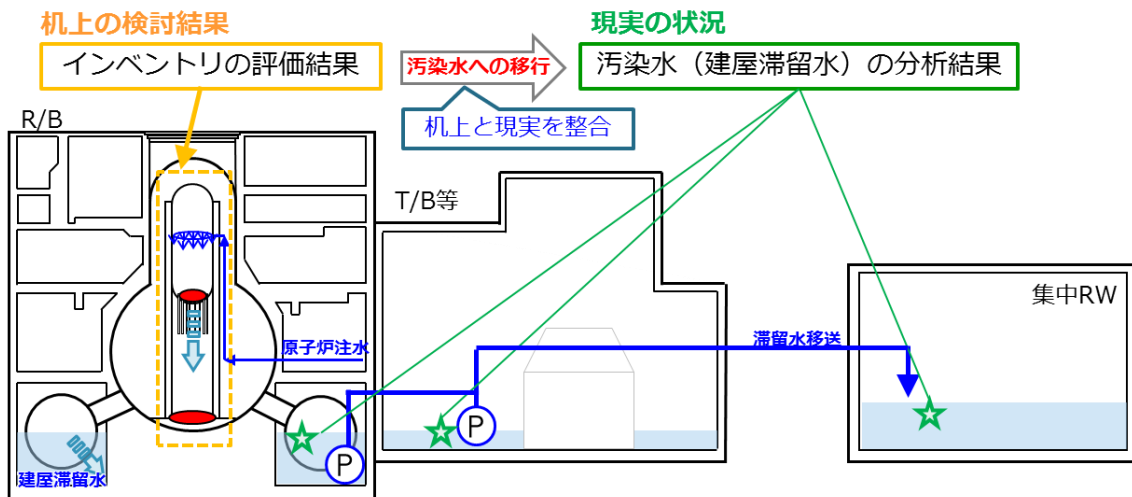 机上の検討結果
現実の状況
インベントリの評価結果
汚染水への移行
汚染水（建屋滞留水）の分析結果
机上と現実を整合
R/B
T/B等
集中RW
原子炉注水
滞留水移送
P
P
建屋滞留水